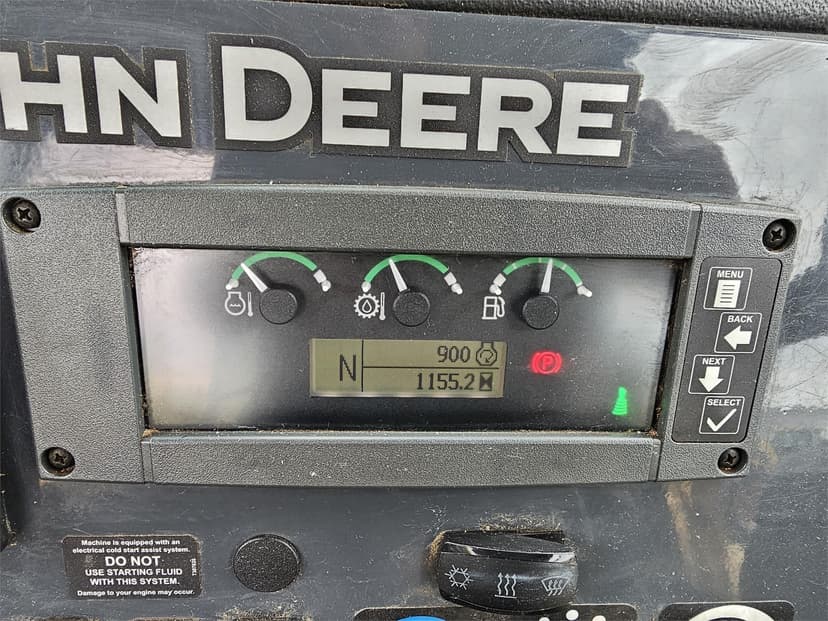 HN DEERE
MENU
BACK
NEXT
SELECT
N
900
1155.2
P
Machine is equipped with an
electrical cold start assist system.
DO NOT
USE STARTING FLUID
WITH THIS SYSTEM.
Damage to your engine may occur.